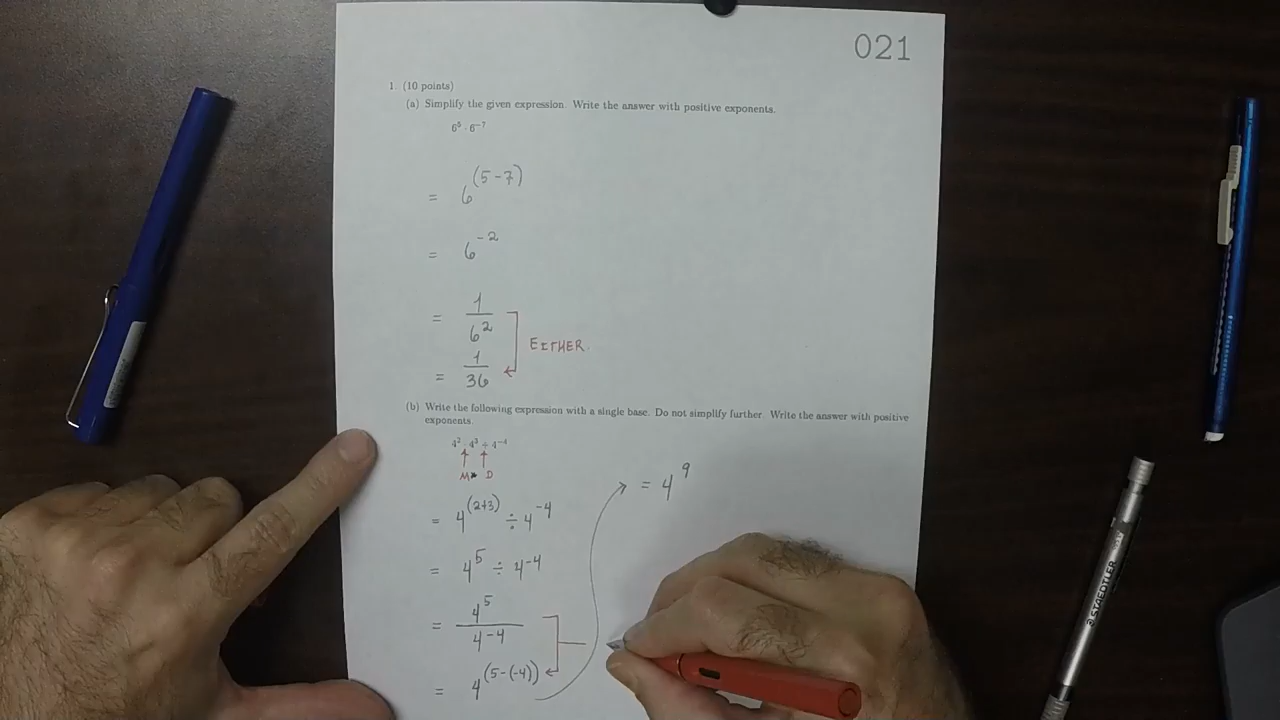 021
1. (10 points)
(a) Simplify the given expression. Write the answer with positive exponents.
6⁵ · 6⁻⁷
= 6^(5-7)
= 6⁻²
= 1/6²
EITHER.
= 1/36
(b) Write the following expression with a single base. Do not simplify further. Write the answer with positive
exponents.
4² · 4³ ÷ 4⁻⁴
M D
= 4^(2+3) ÷ 4⁻⁴
= 4⁵ ÷ 4⁻⁴
= 4⁵/4⁻⁴
= 4^(5-(-4))
= 4⁹
STAEDTLER